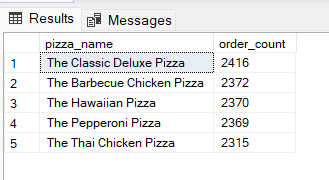 Results Messages
pizza_name order_count
1 The Classic Deluxe Pizza 2416
2 The Barbecue Chicken Pizza 2372
3 The Hawaiian Pizza 2370
4 The Pepperoni Pizza 2369
5 The Thai Chicken Pizza 2315